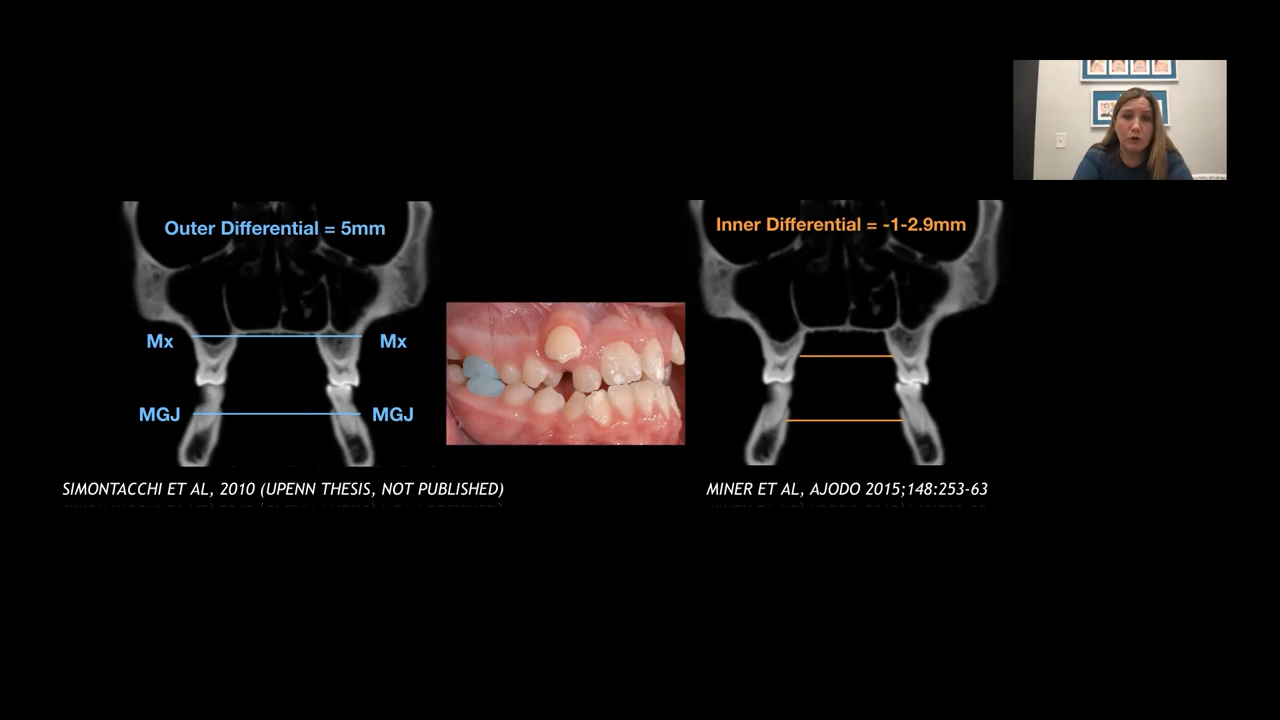 Outer Differential = 5mm
Mx Mx
MGJ MGJ
SIMONTACCHI ET AL, 2010 (UPENN THESIS, NOT PUBLISHED)
Inner Differential = -1-2.9mm
MINER ET AL, AJODO 2015;148:253-63